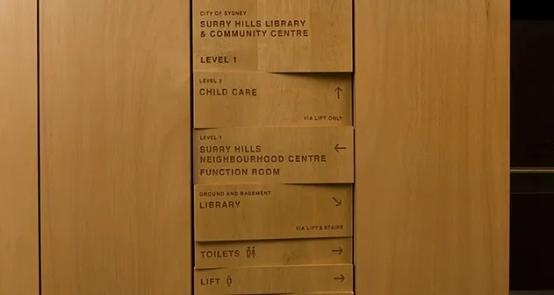 CITY OF SYDNEY
SURRY HILLS LIBRARY
& COMMUNITY CENTRE
LEVEL 1
LEVEL 2
CHILD CARE ↑
VIA LIFT ONLY
LEVEL 1
SURRY HILLS ←
NEIGHBOURHOOD CENTRE
FUNCTION ROOM
GROUND AND BASEMENT
LIBRARY ↘
VIA LIFT & STAIRS
TOILETS →
LIFT →